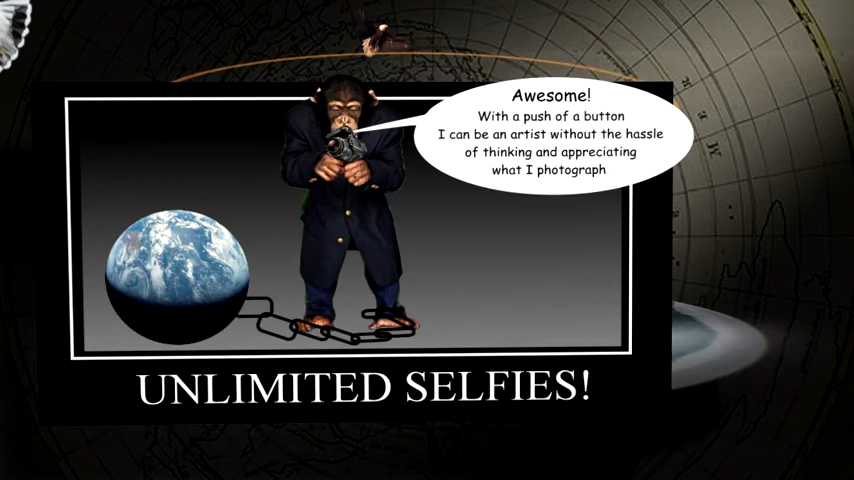 Awesome!
With a push of a button
I can be an artist without the hassle
of thinking and appreciating
what I photograph
UNLIMITED SELFIES!